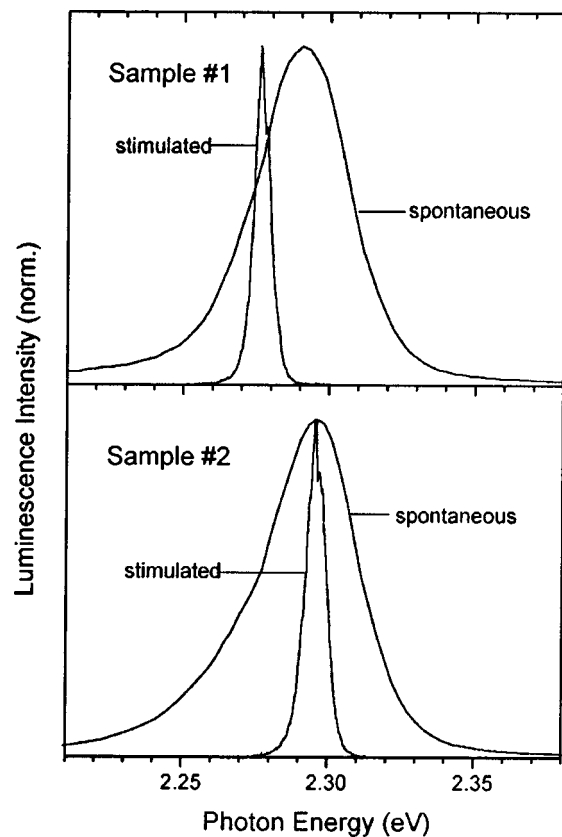 Sample #1
stimulated
spontaneous
Sample #2
spontaneous
stimulated
Luminescence Intensity (norm.)
2.25
2.30
2.35
Photon Energy (eV)